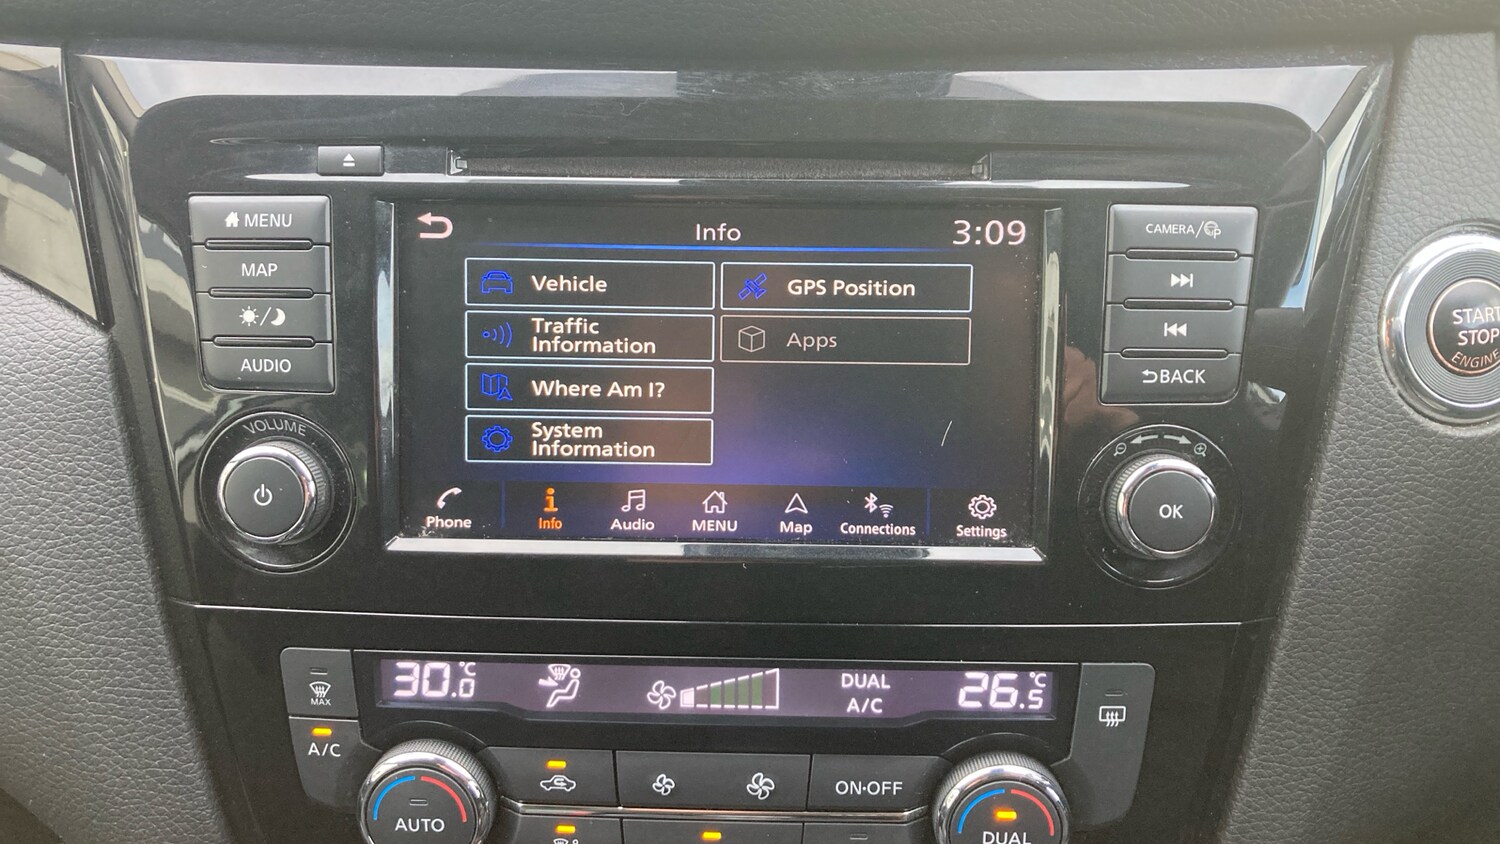 MENU
MAP
AUDIO
VOLUME
Info
3:09
Vehicle
GPS Position
Traffic
Information
Apps
Where Am I?
System
Information
Phone
Info
Audio
MENU
Map
Connections
Settings
CAMERA/P
BACK
OK
START
STOP
ENGINE
MAX
A/C
30.0°C
DUAL
A/C
26.5°C
ON·OFF
AUTO
DUAL